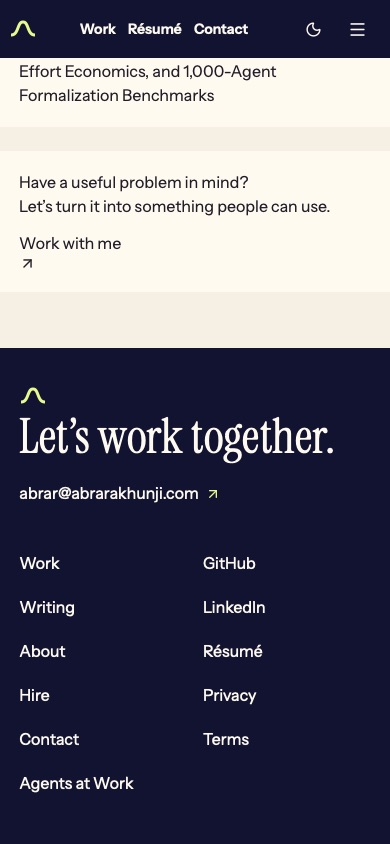 Work Résumé Contact
Effort Economics, and 1,000-Agent
Formalization Benchmarks
Have a useful problem in mind?
Let’s turn it into something people can use.
Work with me
Let’s work together.
abrar@abrarakhunji.com
Work
GitHub
Writing
LinkedIn
About
Résumé
Hire
Privacy
Contact
Terms
Agents at Work